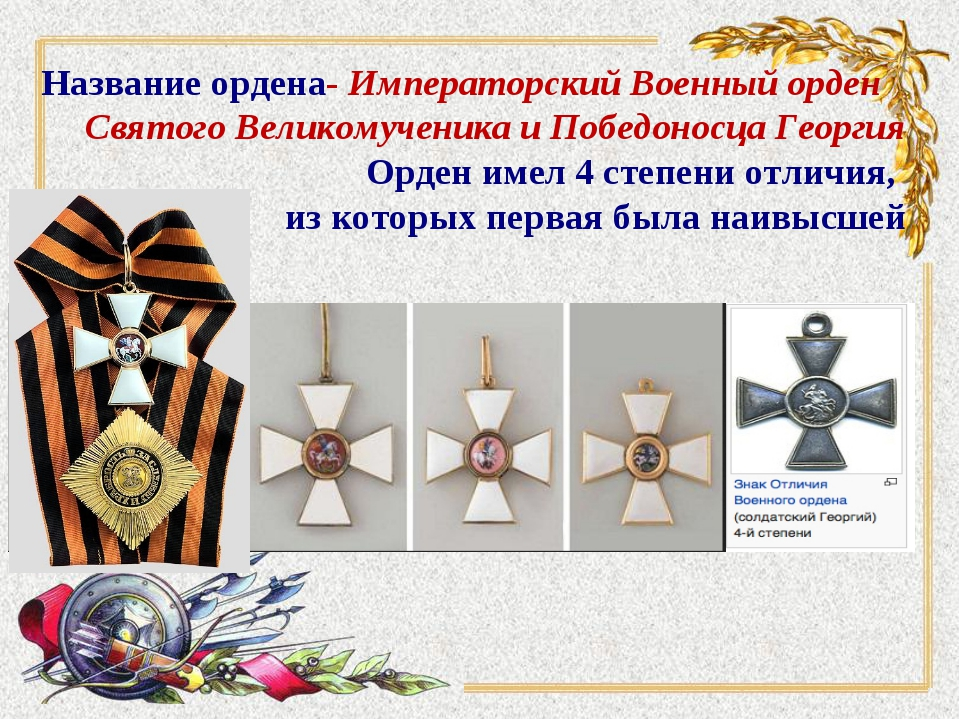 Название ордена- Императорский Военный орден
Святого Великомученика и Победоносца Георгия
Орден имел 4 степени отличия,
из которых первая была наивысшей
Знак Отличия
Военного ордена
(солдатский Георгий)
4-й степени